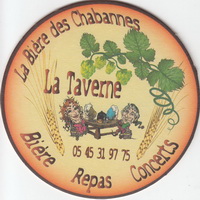 La Bière des Chabannes
La Taverne
05 45 31 97 75
Bière Repas Concerts